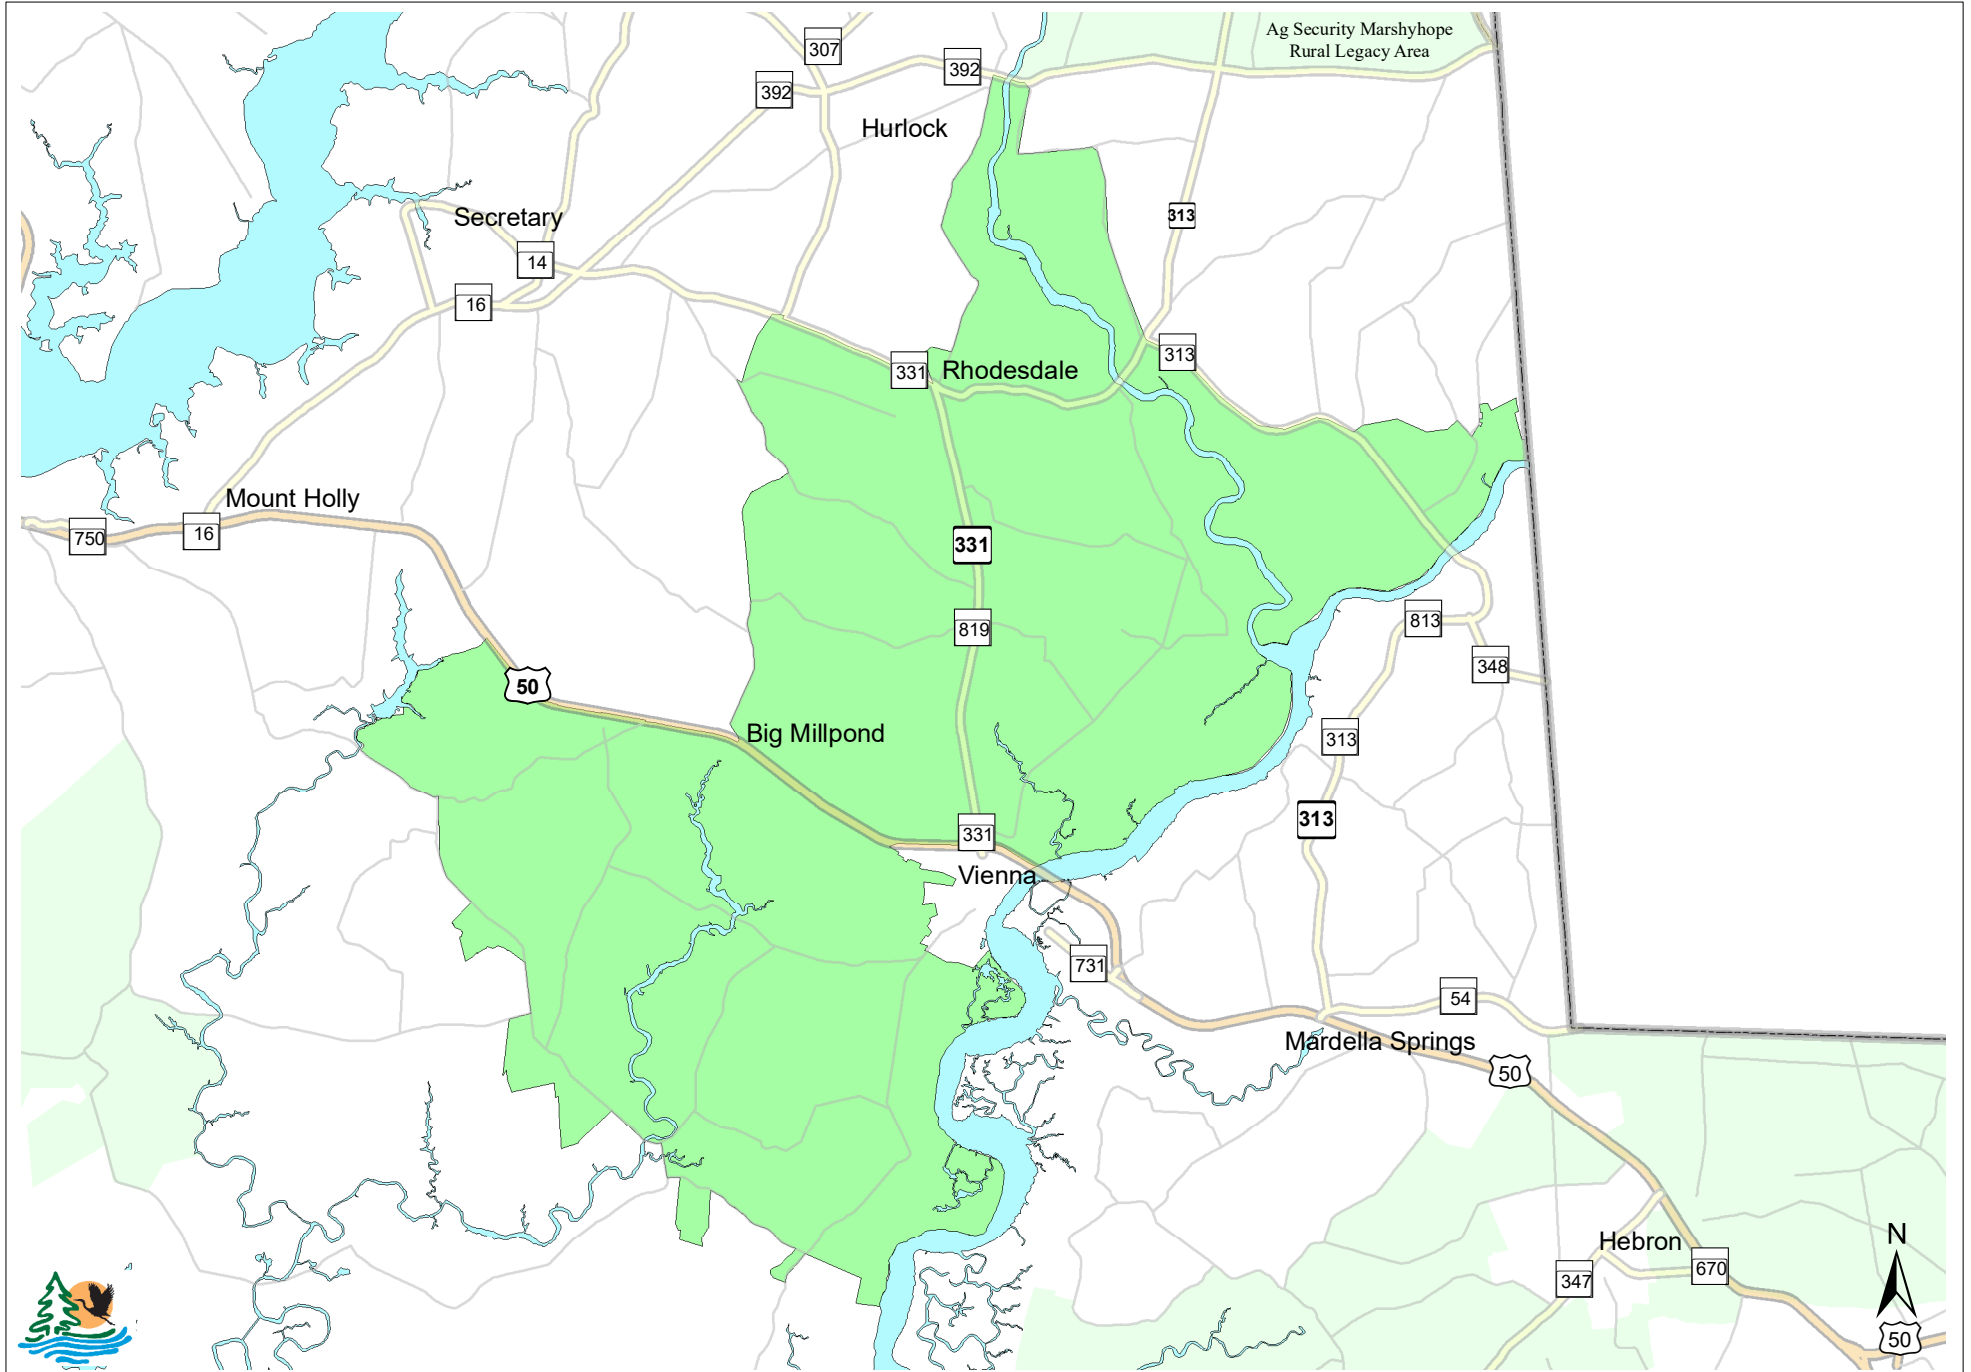 Ag Security Marshyhope
Rural Legacy Area
307
392
392
Hurlock
Secretary
313
14
16
313
331
Rhodesdale
Mount Holly
750
16
331
819
813
348
50
Big Millpond
313
313
331
Vienna
731
54
Mardella Springs
50
Hebron
N
347
670
50